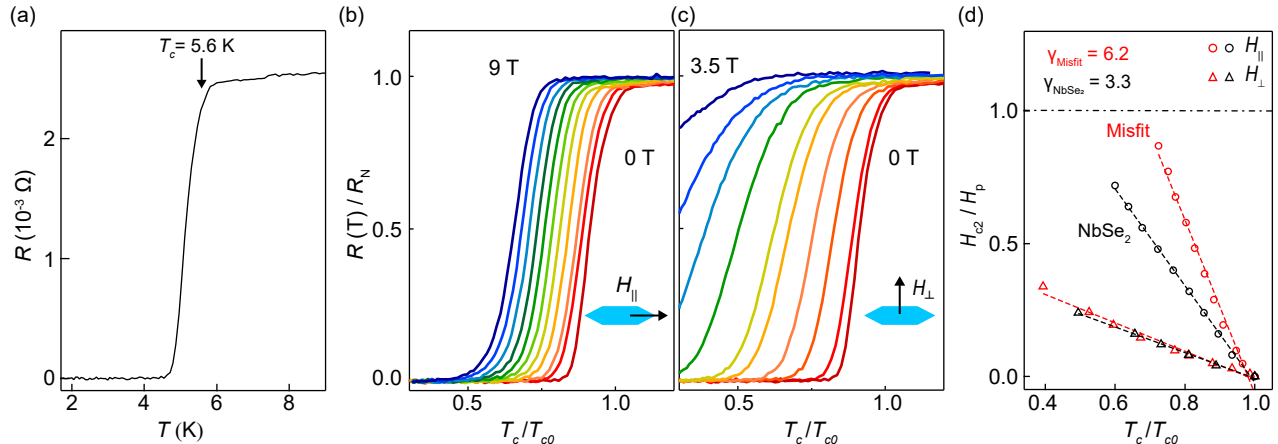 (a)
T_c = 5.6 K
R (10⁻³ Ω)
2
1
0
2
4
6
8
T (K)
(b)
9 T
0 T
H_||
R (T) / R_N
1.0
0.5
0.0
0.5
1.0
T_c/T_c0
(c)
3.5 T
0 T
H_⊥
0.5
1.0
T_c/T_c0
(d)
γ_Misfit = 6.2
γ_NbSe₂ = 3.3
H_||
H_⊥
Misfit
NbSe₂
H_c2 / H_p
1.0
0.5
0.0
0.4
0.6
0.8
1.0
T_c/T_c0